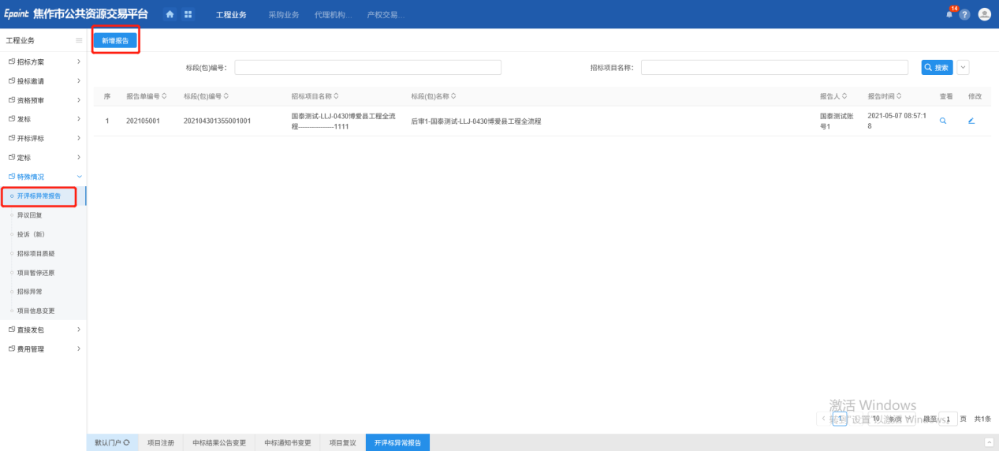 Epoint 焦作市公共资源交易平台 工程业务 采购业务 代理机构... 产权交易... 14 ?
工程业务
新增报告
招标方案
投标邀请
资格预审
发标
开标评标
定标
特殊情况
开评标异常报告
异议回复
投诉（新）
招标项目质疑
项目暂停还原
招标异常
项目信息变更
直接发包
费用管理
标段(包)编号： 招标项目名称： 搜索
序 报告单编号 标段(包)编号 招标项目名称 标段(包)名称 报告人 报告时间 查看 修改
1 202105001 202104301355001001 国泰测试-LLJ-0430博爱县工程全流 后审1-国泰测试-LLJ-0430博爱县工程全流程 国泰测试账 2021-05-07 08:57:1
程----------------1111 号1 8
激活 Windows
转到"设置"以激活 Windows。
1 10 条/页 跳至 1 页 共1条
默认门户 项目注册 中标结果公告变更 中标通知书变更 项目复议 开评标异常报告